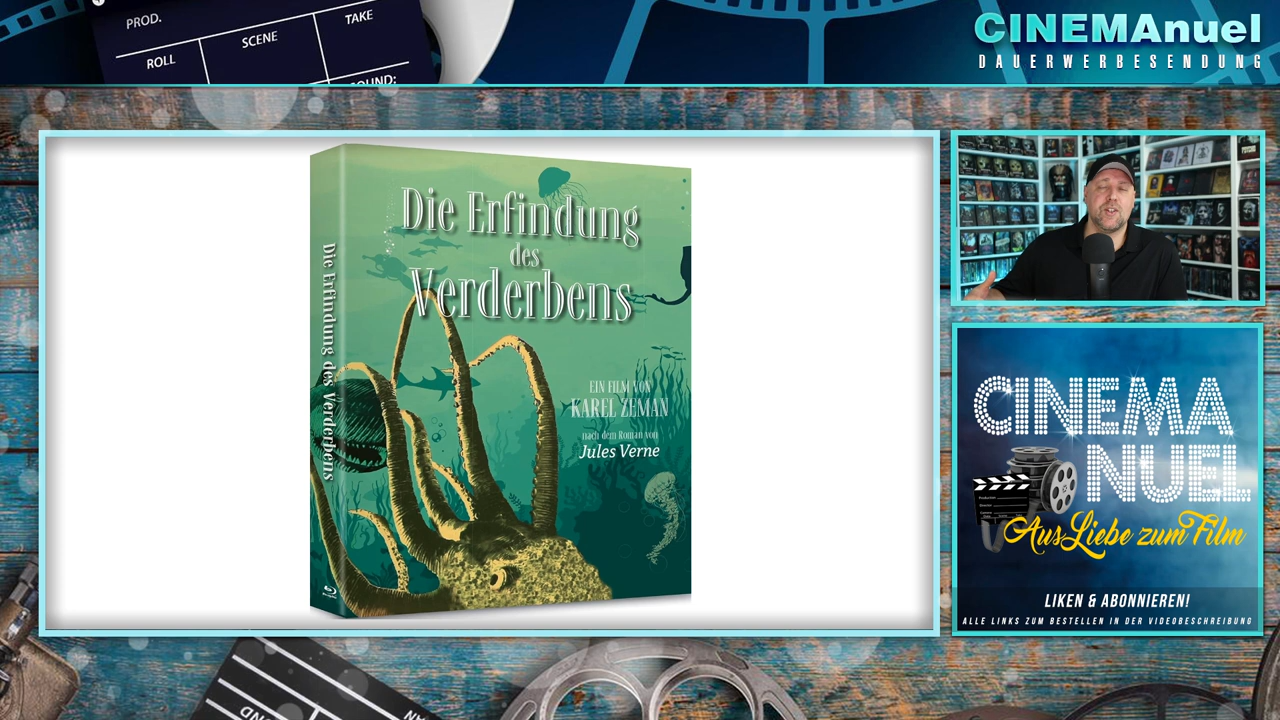 PROD.
ROLL
SCENE
TAKE
SOUND:
CINEMAnuel
DAUERWERBESENDUNG
Die Erfindung
des
Verderbens
EIN FILM VON
KAREL ZEMAN
nach dem Roman von
Jules Verne
Die Erfindung des Verderbens
CINEMA
NUEL
Aus Liebe zum Film
LIKEN & ABONNIEREN!
ALLE LINKS ZUM BESTELLEN IN DER VIDEOBESCHREIBUNG